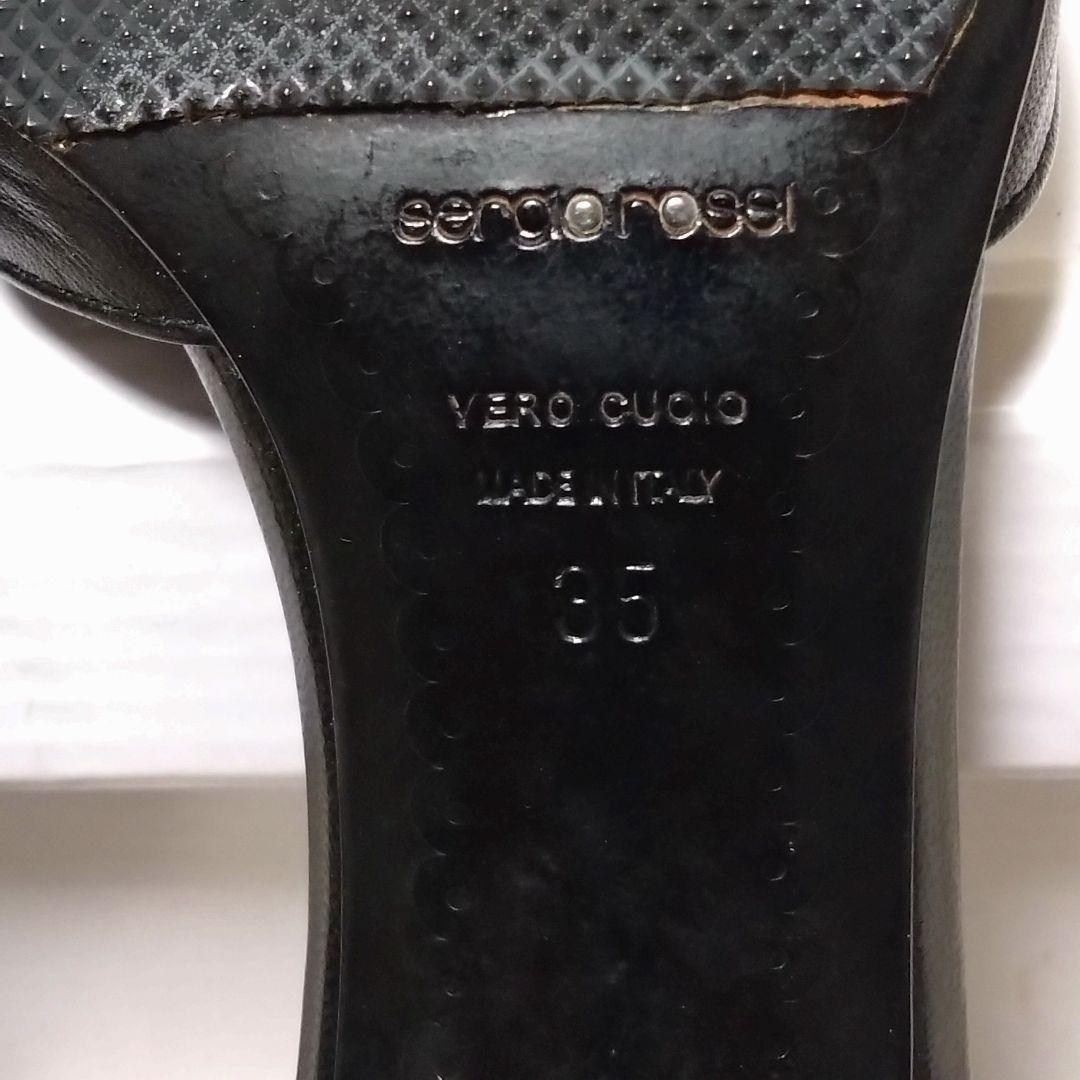 sergio rossi
VERO CUOIO
MADE IN ITALY
35